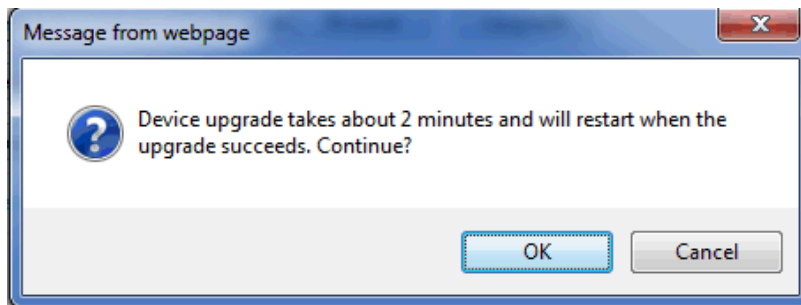 Message from webpage
Device upgrade takes about 2 minutes and will restart when the
upgrade succeeds. Continue?
OK
Cancel